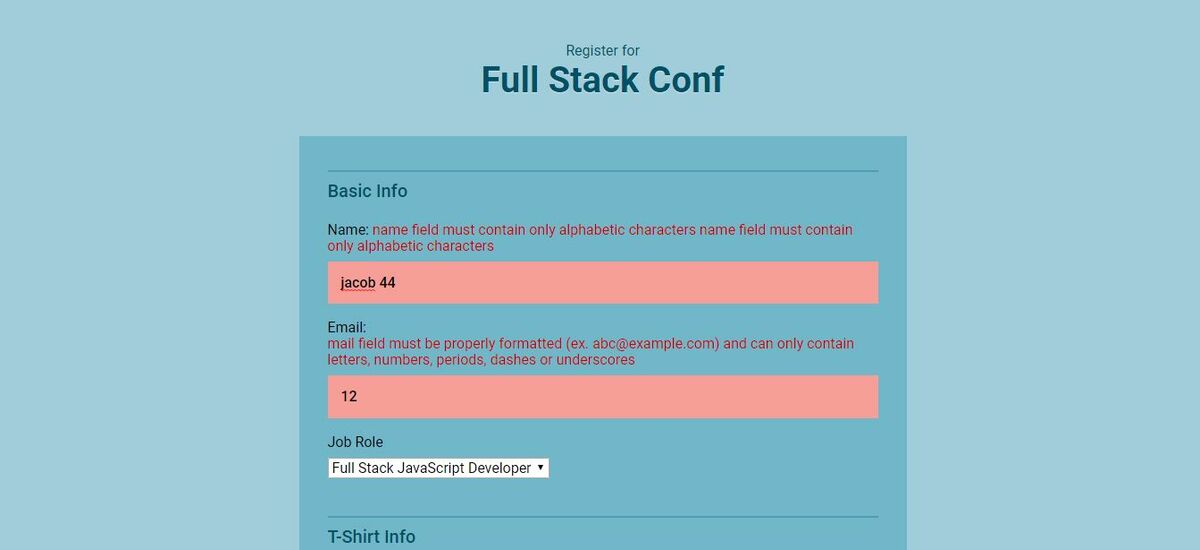 Register for
Full Stack Conf
Basic Info
Name: name field must contain only alphabetic characters name field must contain
only alphabetic characters
jacob 44
Email:
mail field must be properly formatted (ex. abc@example.com) and can only contain
letters, numbers, periods, dashes or underscores
12
Job Role
Full Stack JavaScript Developer
T-Shirt Info